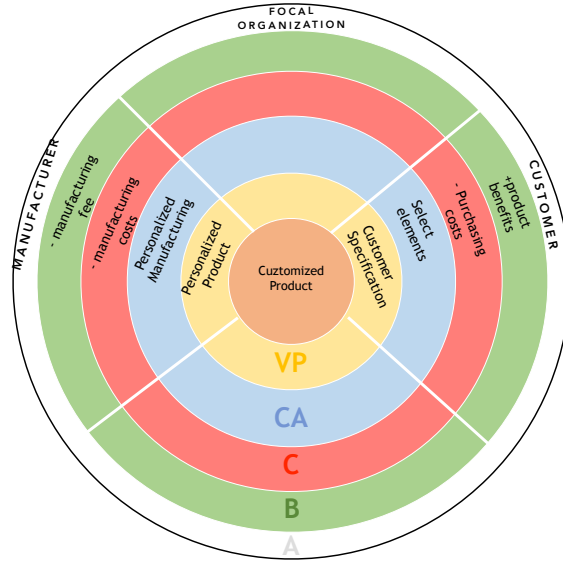 FOCAL
ORGANIZATION
MANUFACTURER
- manufacturing
fee
- manufacturing
costs
Personalized
Manufacturing
Personalized
Product
Cuztomized
Product
Customer
Specification
Select
elements
- Purchasing
costs
+product
benefits
CUSTOMER
VP
CA
C
B
A